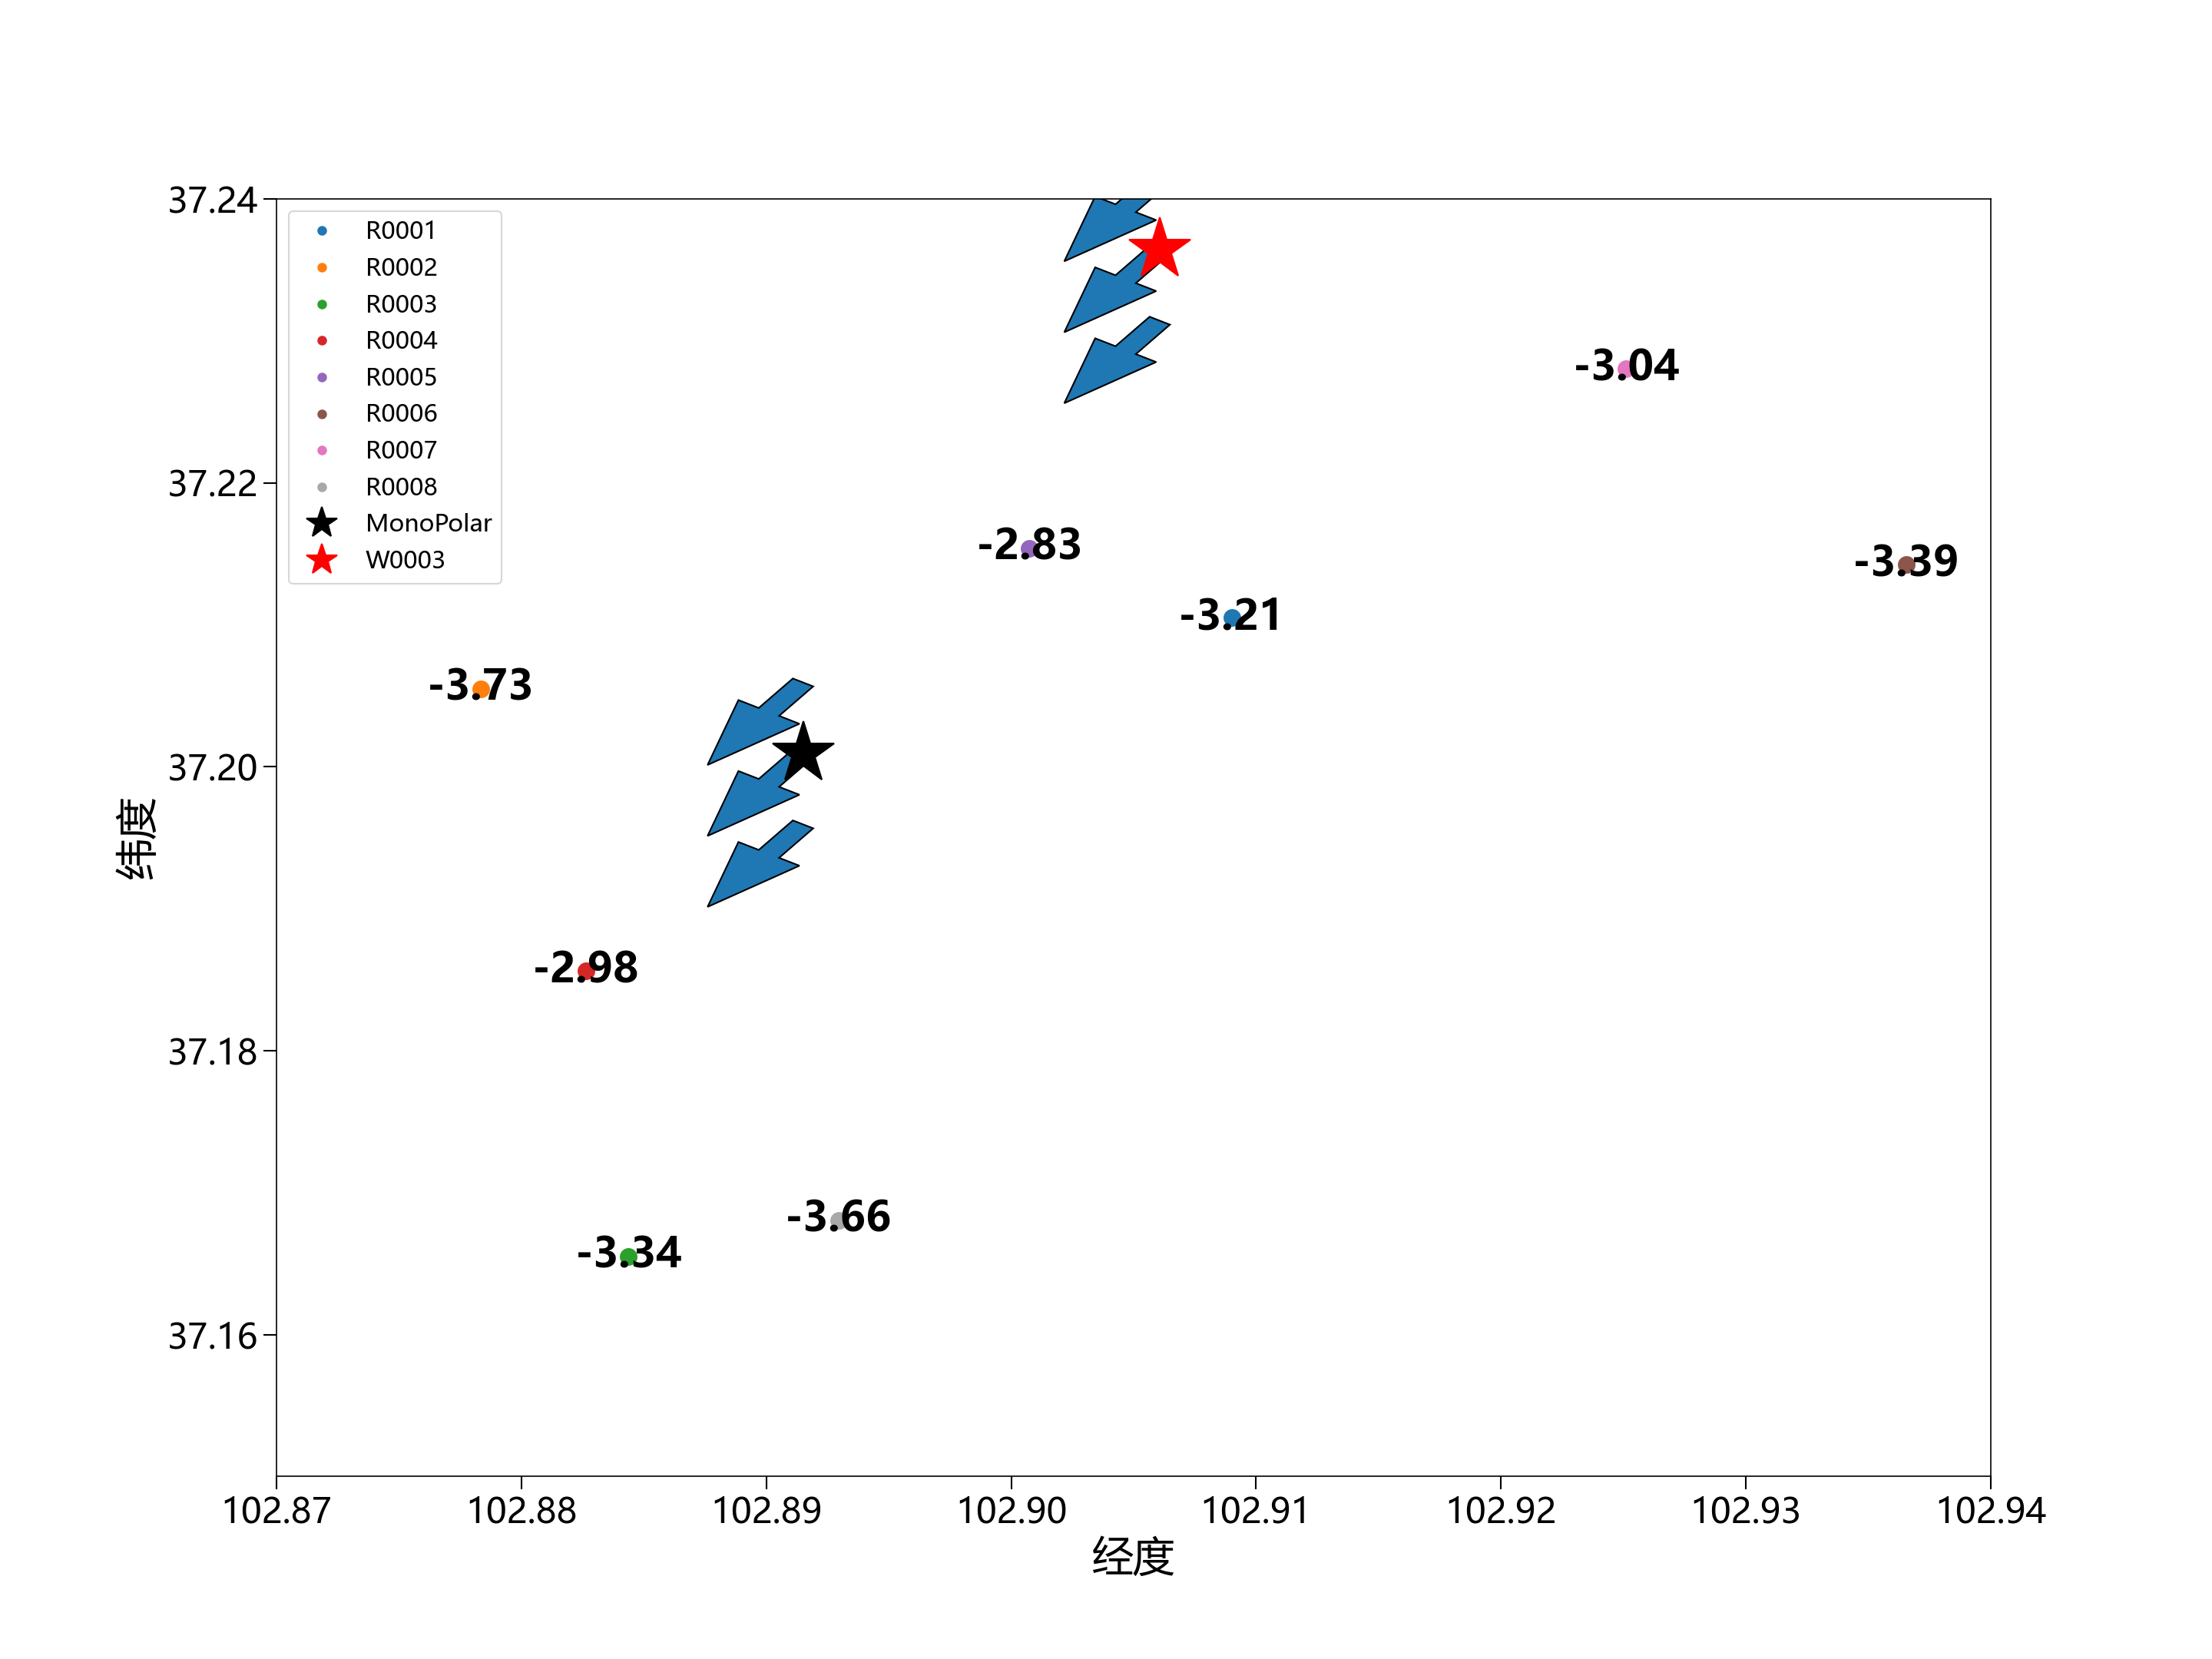 37.24
37.22
37.20
37.18
37.16
纬度
R0001
R0002
R0003
R0004
R0005
R0006
R0007
R0008
MonoPolar
W0003
-3.04
-2.83
-3.39
-3.21
-3.73
-2.98
-3.66
-3.34
102.87 102.88 102.89 102.90 102.91 102.92 102.93 102.94
经度